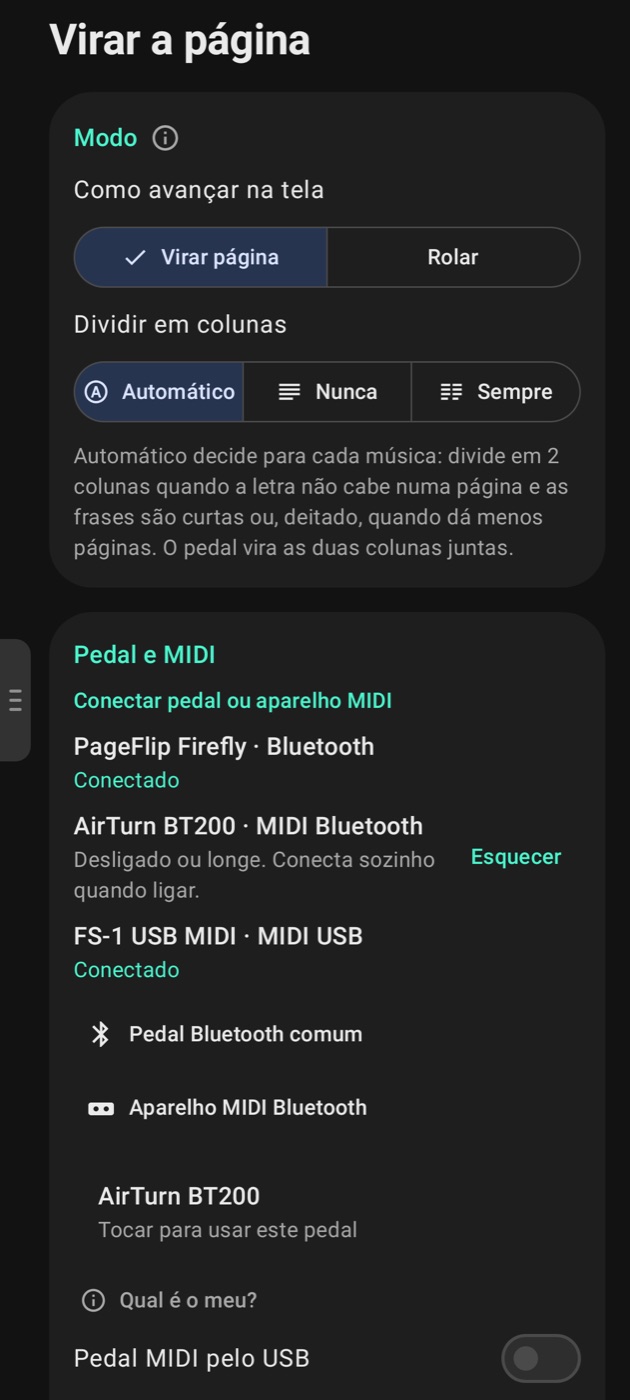 Virar a página
Modo
Como avançar na tela
Virar página
Rolar
Dividir em colunas
Automático
Nunca
Sempre
Automático decide para cada música: divide em 2
colunas quando a letra não cabe numa página e as
frases são curtas ou, deitado, quando dá menos
páginas. O pedal vira as duas colunas juntas.
Pedal e MIDI
Conectar pedal ou aparelho MIDI
PageFlip Firefly · Bluetooth
Conectado
AirTurn BT200 · MIDI Bluetooth
Desligado ou longe. Conecta sozinho
quando ligar.
Esquecer
FS-1 USB MIDI · MIDI USB
Conectado
Pedal Bluetooth comum
Aparelho MIDI Bluetooth
AirTurn BT200
Tocar para usar este pedal
Qual é o meu?
Pedal MIDI pelo USB